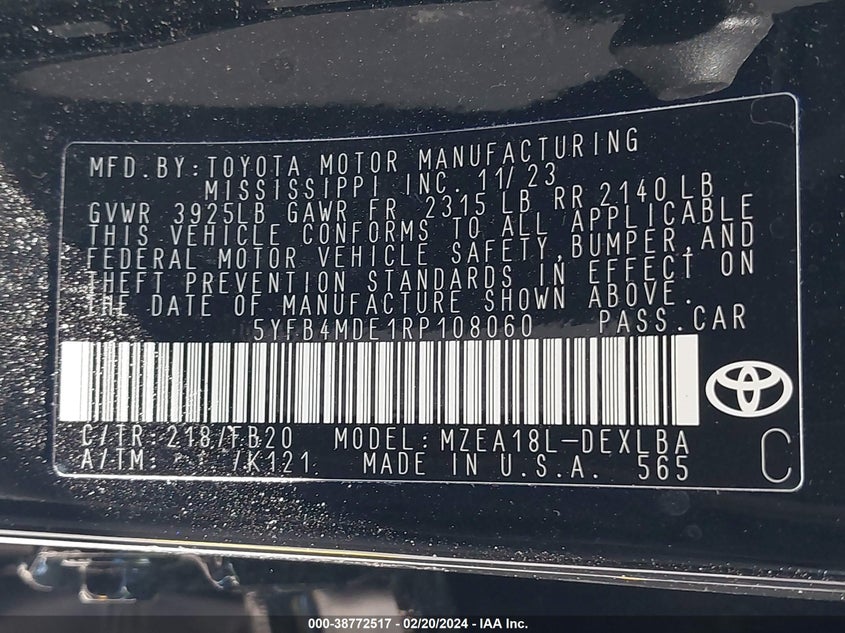 MFD.BY:TOYOTA MOTOR MANUFACTURING
MISSISSIPPI INC. 11/23
GVWR 3925LB GAWR FR 2315 LB RR 2140 LB
THIS VEHICLE CONFORMS TO ALL APPLICABLE
FEDERAL MOTOR VEHICLE SAFETY,BUMPER,AND
THEFT PREVENTION STANDARDS IN EFFECT ON
THE DATE OF MANUFACTURE SHOWN ABOVE.
5YFB4MDE1RP108060 PASS.CAR
C/TR:218/FB20 MODEL:MZEA18L-DEXLBA
A/TM: /K121 MADE IN U.S.A. 565
C
000-38772517 - 02/20/2024 - IAA Inc.